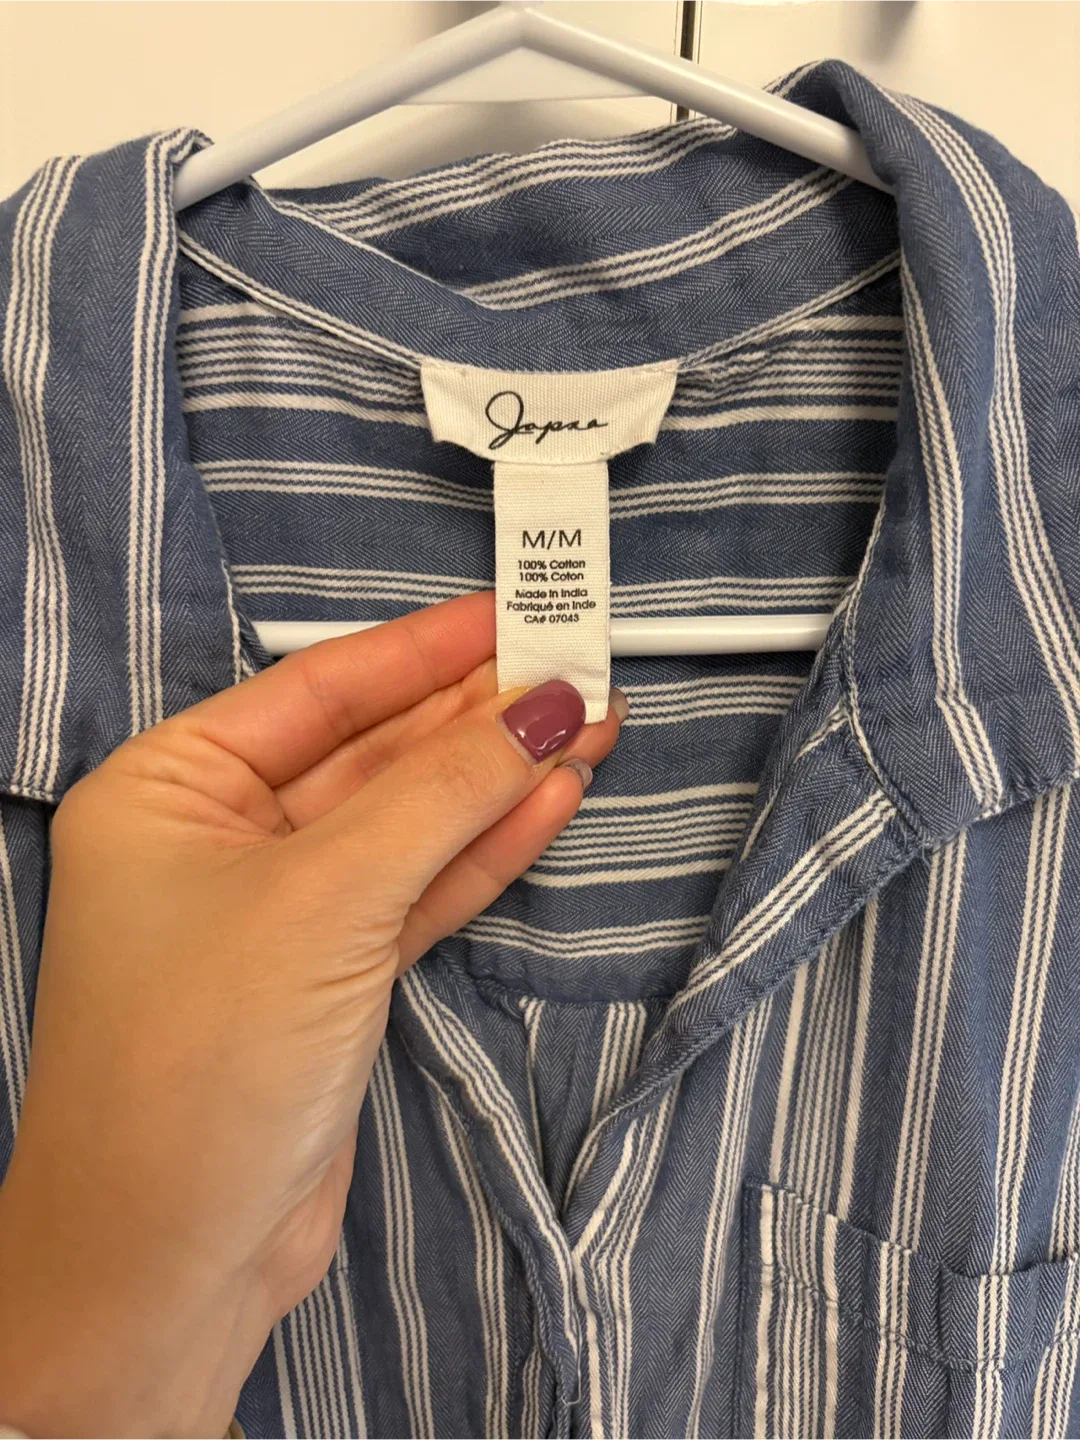 Japna
M/M
100% Cotton
100% Coton
Made In India
Fabriqué en Inde
CA# 07043